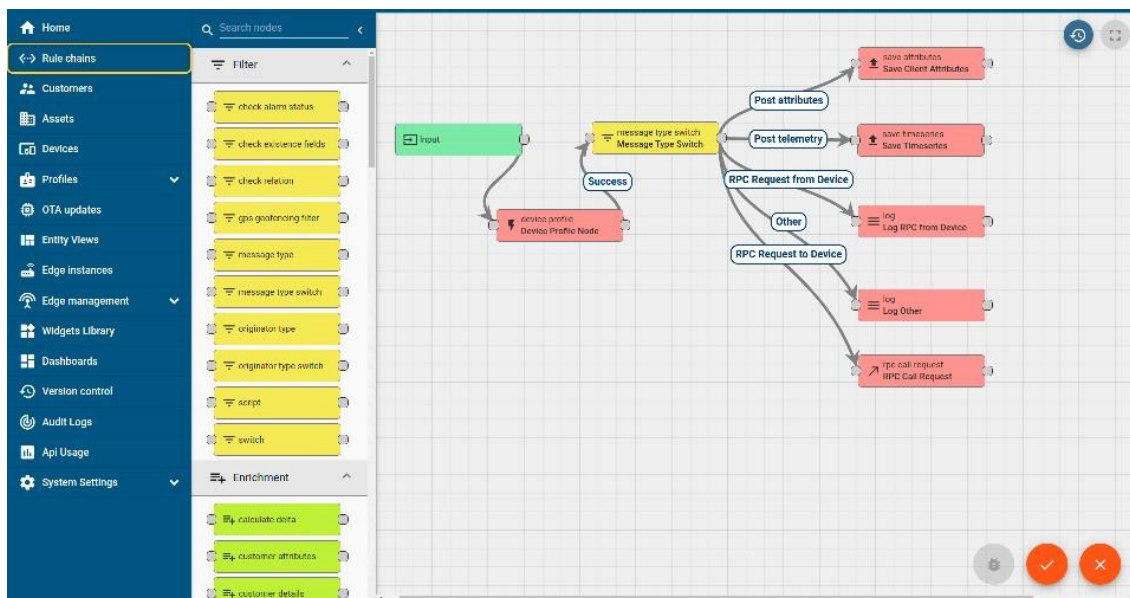 Home
Rule chains
Customers
Assets
Devices
Profiles
OTA updates
Entity Views
Edge instances
Edge management
Widgets Library
Dashboards
Version control
Audit Logs
Api Usage
System Settings
Search nodes
Filter
check alarm status
check existence fields
check relation
gps geofencing filter
message type
message type switch
originator type
originator type switch
script
switch
Enrichment
calculate delta
customer attributes
customer details
Input
device profile
Device Profile Node
Success
message type switch
Message Type Switch
Post attributes
Post telemetry
RPC Request from Device
Other
RPC Request to Device
save attributes
Save Client Attributes
save timeseries
Save Timeseries
log
Log RPC from Device
log
Log Other
rpc call request
RPC Call Request